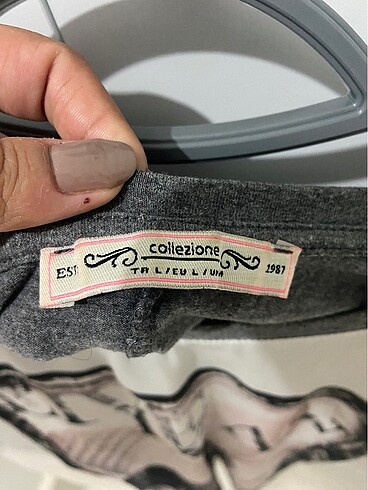 collezione
EST 1987
TR L/EU L/UK M